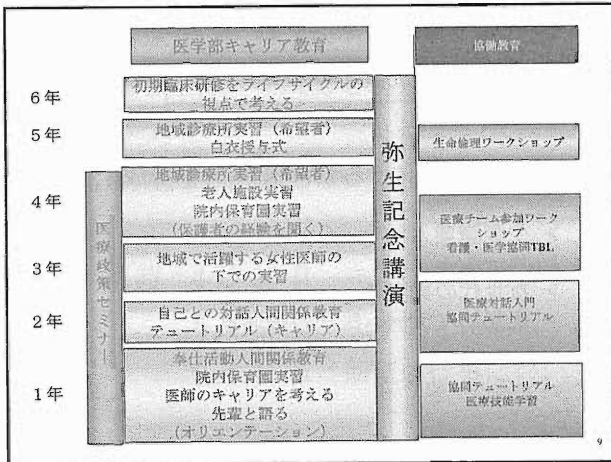 医学部キャリア教育
協働教育
6年
初期臨床研修をライフサイクルの
視点で考える
5年
地域診療所実習（希望者）
白衣授与式
生命倫理ワークショップ
4年
地域診療所実習（希望者）
老人施設実習
院内保育園実習
(保護者の経験を聞く)
医療チーム参加ワーク
ショップ
看護・医学協同TBL
3年
地域で活躍する女性医師の
下での実習
2年
自己との対話人間関係教育
テュートリアル（キャリア）
医療対話入門
協同テュートリアル
1年
奉仕活動人間関係教育
院内保育園実習
医師のキャリアを考える
先輩と語る
(オリエンテーション)
協同テュートリアル
医療技能学習
医療政策セミナー
弥生記念講演
9